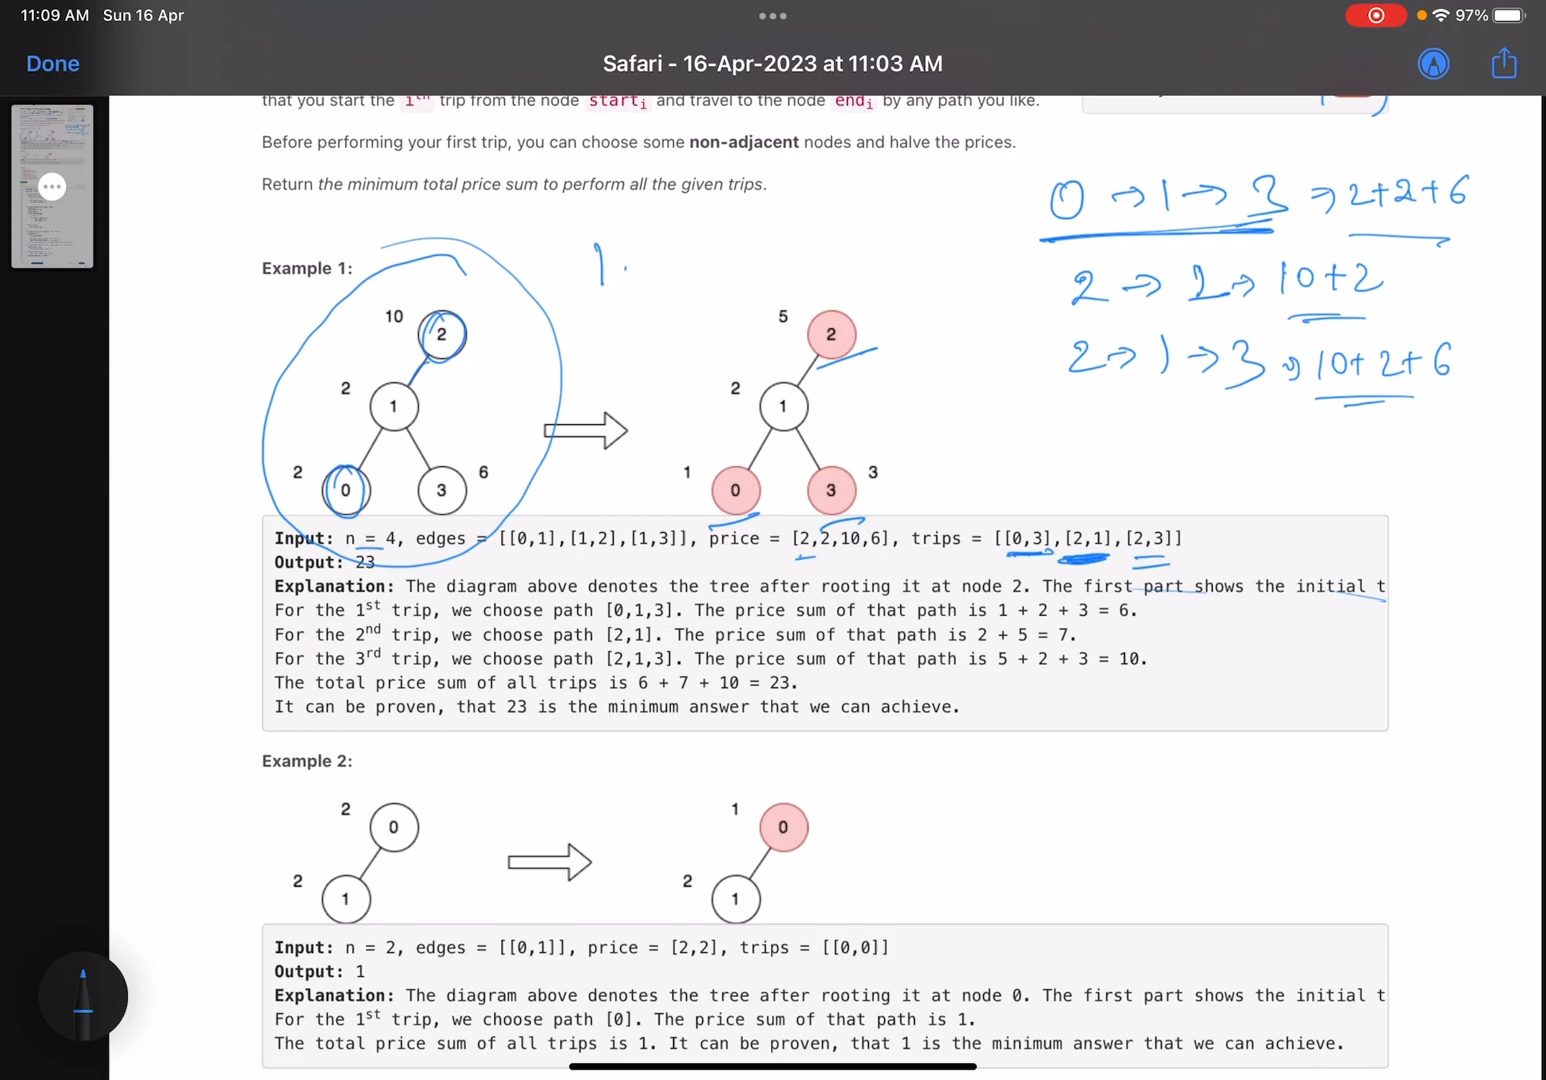 11:09 AM Sun 16 Apr
97%
Done
Safari - 16-Apr-2023 at 11:03 AM
that you start the ith trip from the node starti and travel to the node endi by any path you like.
Before performing your first trip, you can choose some non-adjacent nodes and halve the prices.
Return the minimum total price sum to perform all the given trips.
0 → 1 → 3 ⇒ 2+2+6
2 → 1 ⇒ 10+2
2 → 1 → 3 ⇒ 10+2+6
Example 1:
1.
10
2
2
1
2
0
3
6
5
2
2
1
1
0
3
3
Input: n = 4, edges = [[0,1],[1,2],[1,3]], price = [2,2,10,6], trips = [[0,3],[2,1],[2,3]]
Output: 23
Explanation: The diagram above denotes the tree after rooting it at node 2. The first part shows the initial t
For the 1st trip, we choose path [0,1,3]. The price sum of that path is 1 + 2 + 3 = 6.
For the 2nd trip, we choose path [2,1]. The price sum of that path is 2 + 5 = 7.
For the 3rd trip, we choose path [2,1,3]. The price sum of that path is 5 + 2 + 3 = 10.
The total price sum of all trips is 6 + 7 + 10 = 23.
It can be proven, that 23 is the minimum answer that we can achieve.
Example 2:
2
0
2
1
1
0
2
1
Input: n = 2, edges = [[0,1]], price = [2,2], trips = [[0,0]]
Output: 1
Explanation: The diagram above denotes the tree after rooting it at node 0. The first part shows the initial t
For the 1st trip, we choose path [0]. The price sum of that path is 1.
The total price sum of all trips is 1. It can be proven, that 1 is the minimum answer that we can achieve.